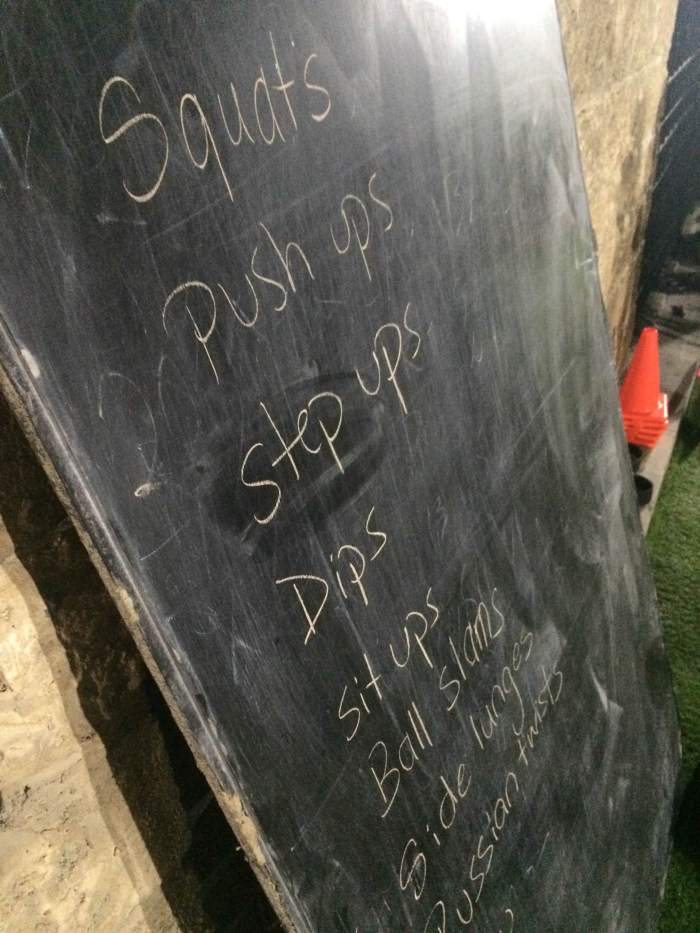 Squats
Push ups
Step ups
Dips
Sit ups
Ball slams
Side lunges
Russian twists